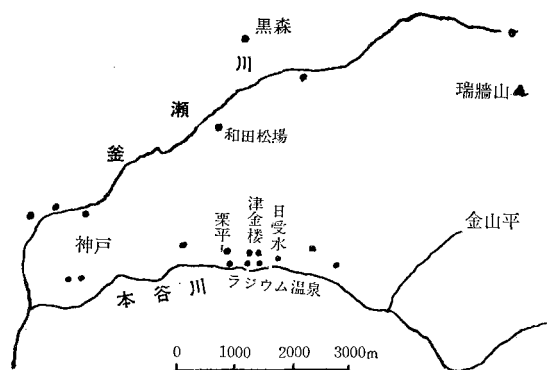 黒森
釜瀬川
瑞牆山
和田松場
神戸
栗平
津金楼
日受水
金山平
本谷川
ラジウム温泉
0 1000 2000 3000m